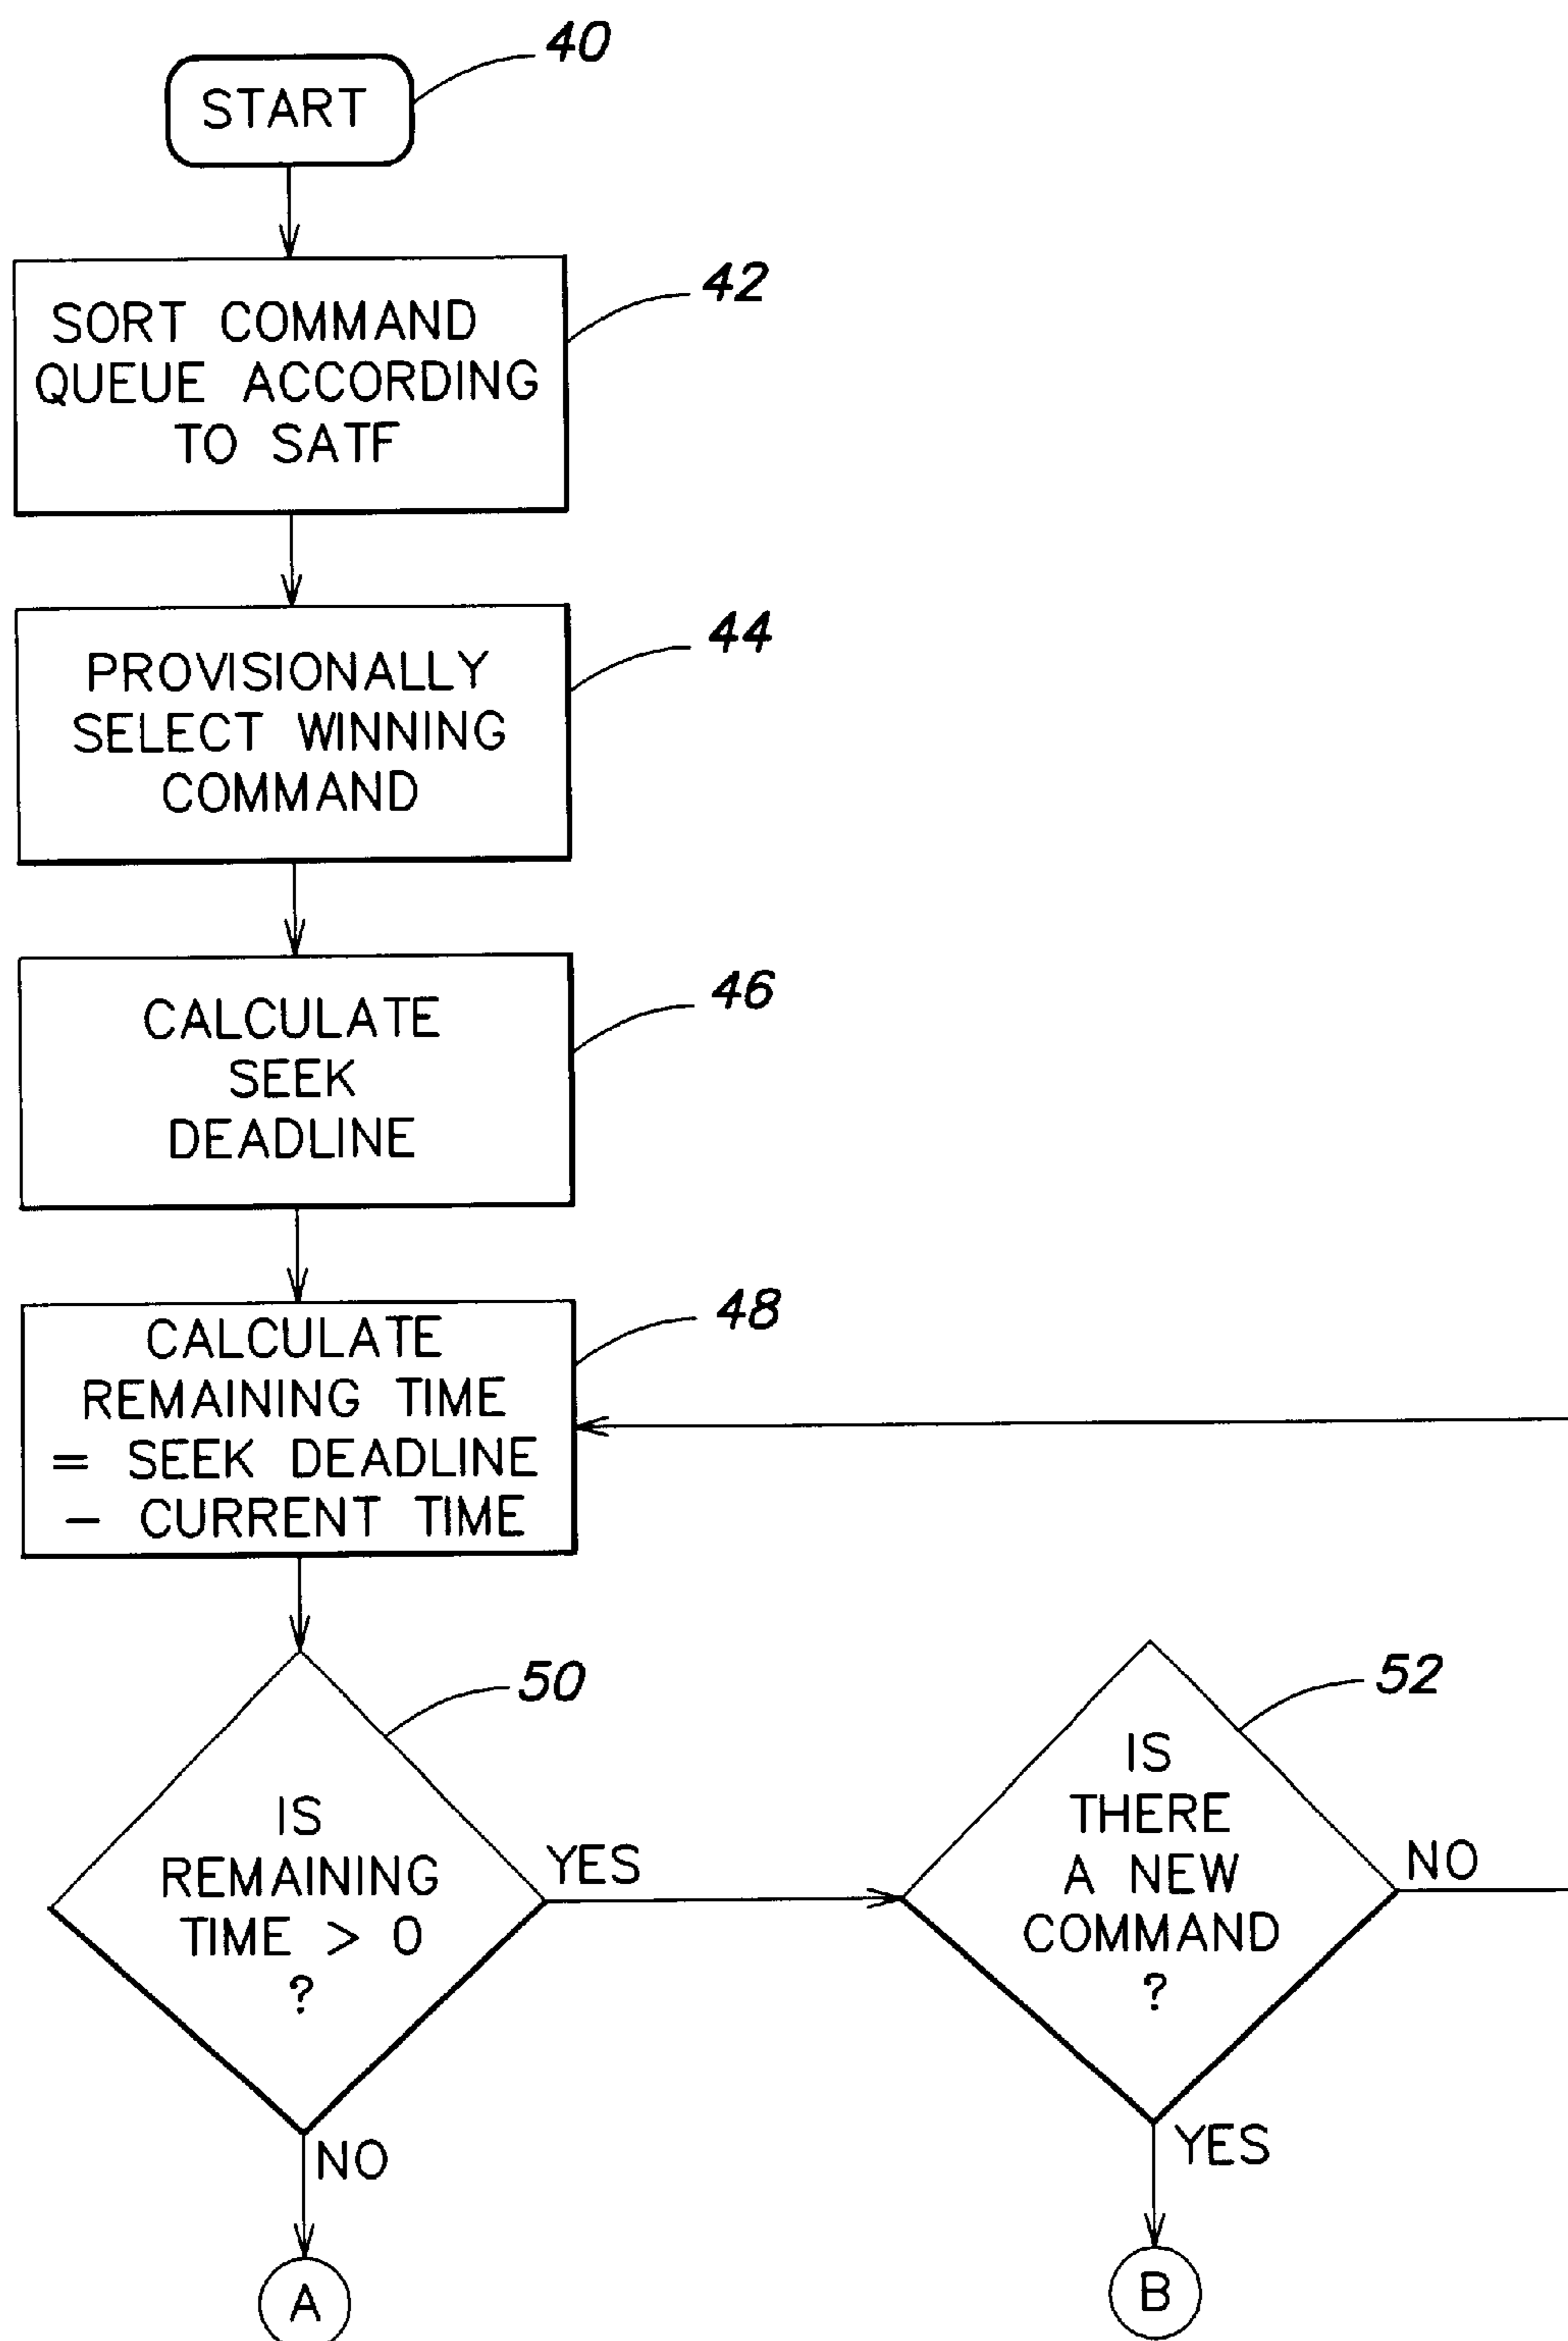 40
START
42
SORT COMMAND
QUEUE ACCORDING
TO SATF
44
PROVISIONALLY
SELECT WINNING
COMMAND
46
CALCULATE
SEEK
DEADLINE
48
CALCULATE
REMAINING TIME
= SEEK DEADLINE
− CURRENT TIME
50
IS
REMAINING
TIME > 0
?
YES
NO
52
IS
THERE
A NEW
COMMAND
?
NO
YES
A
B